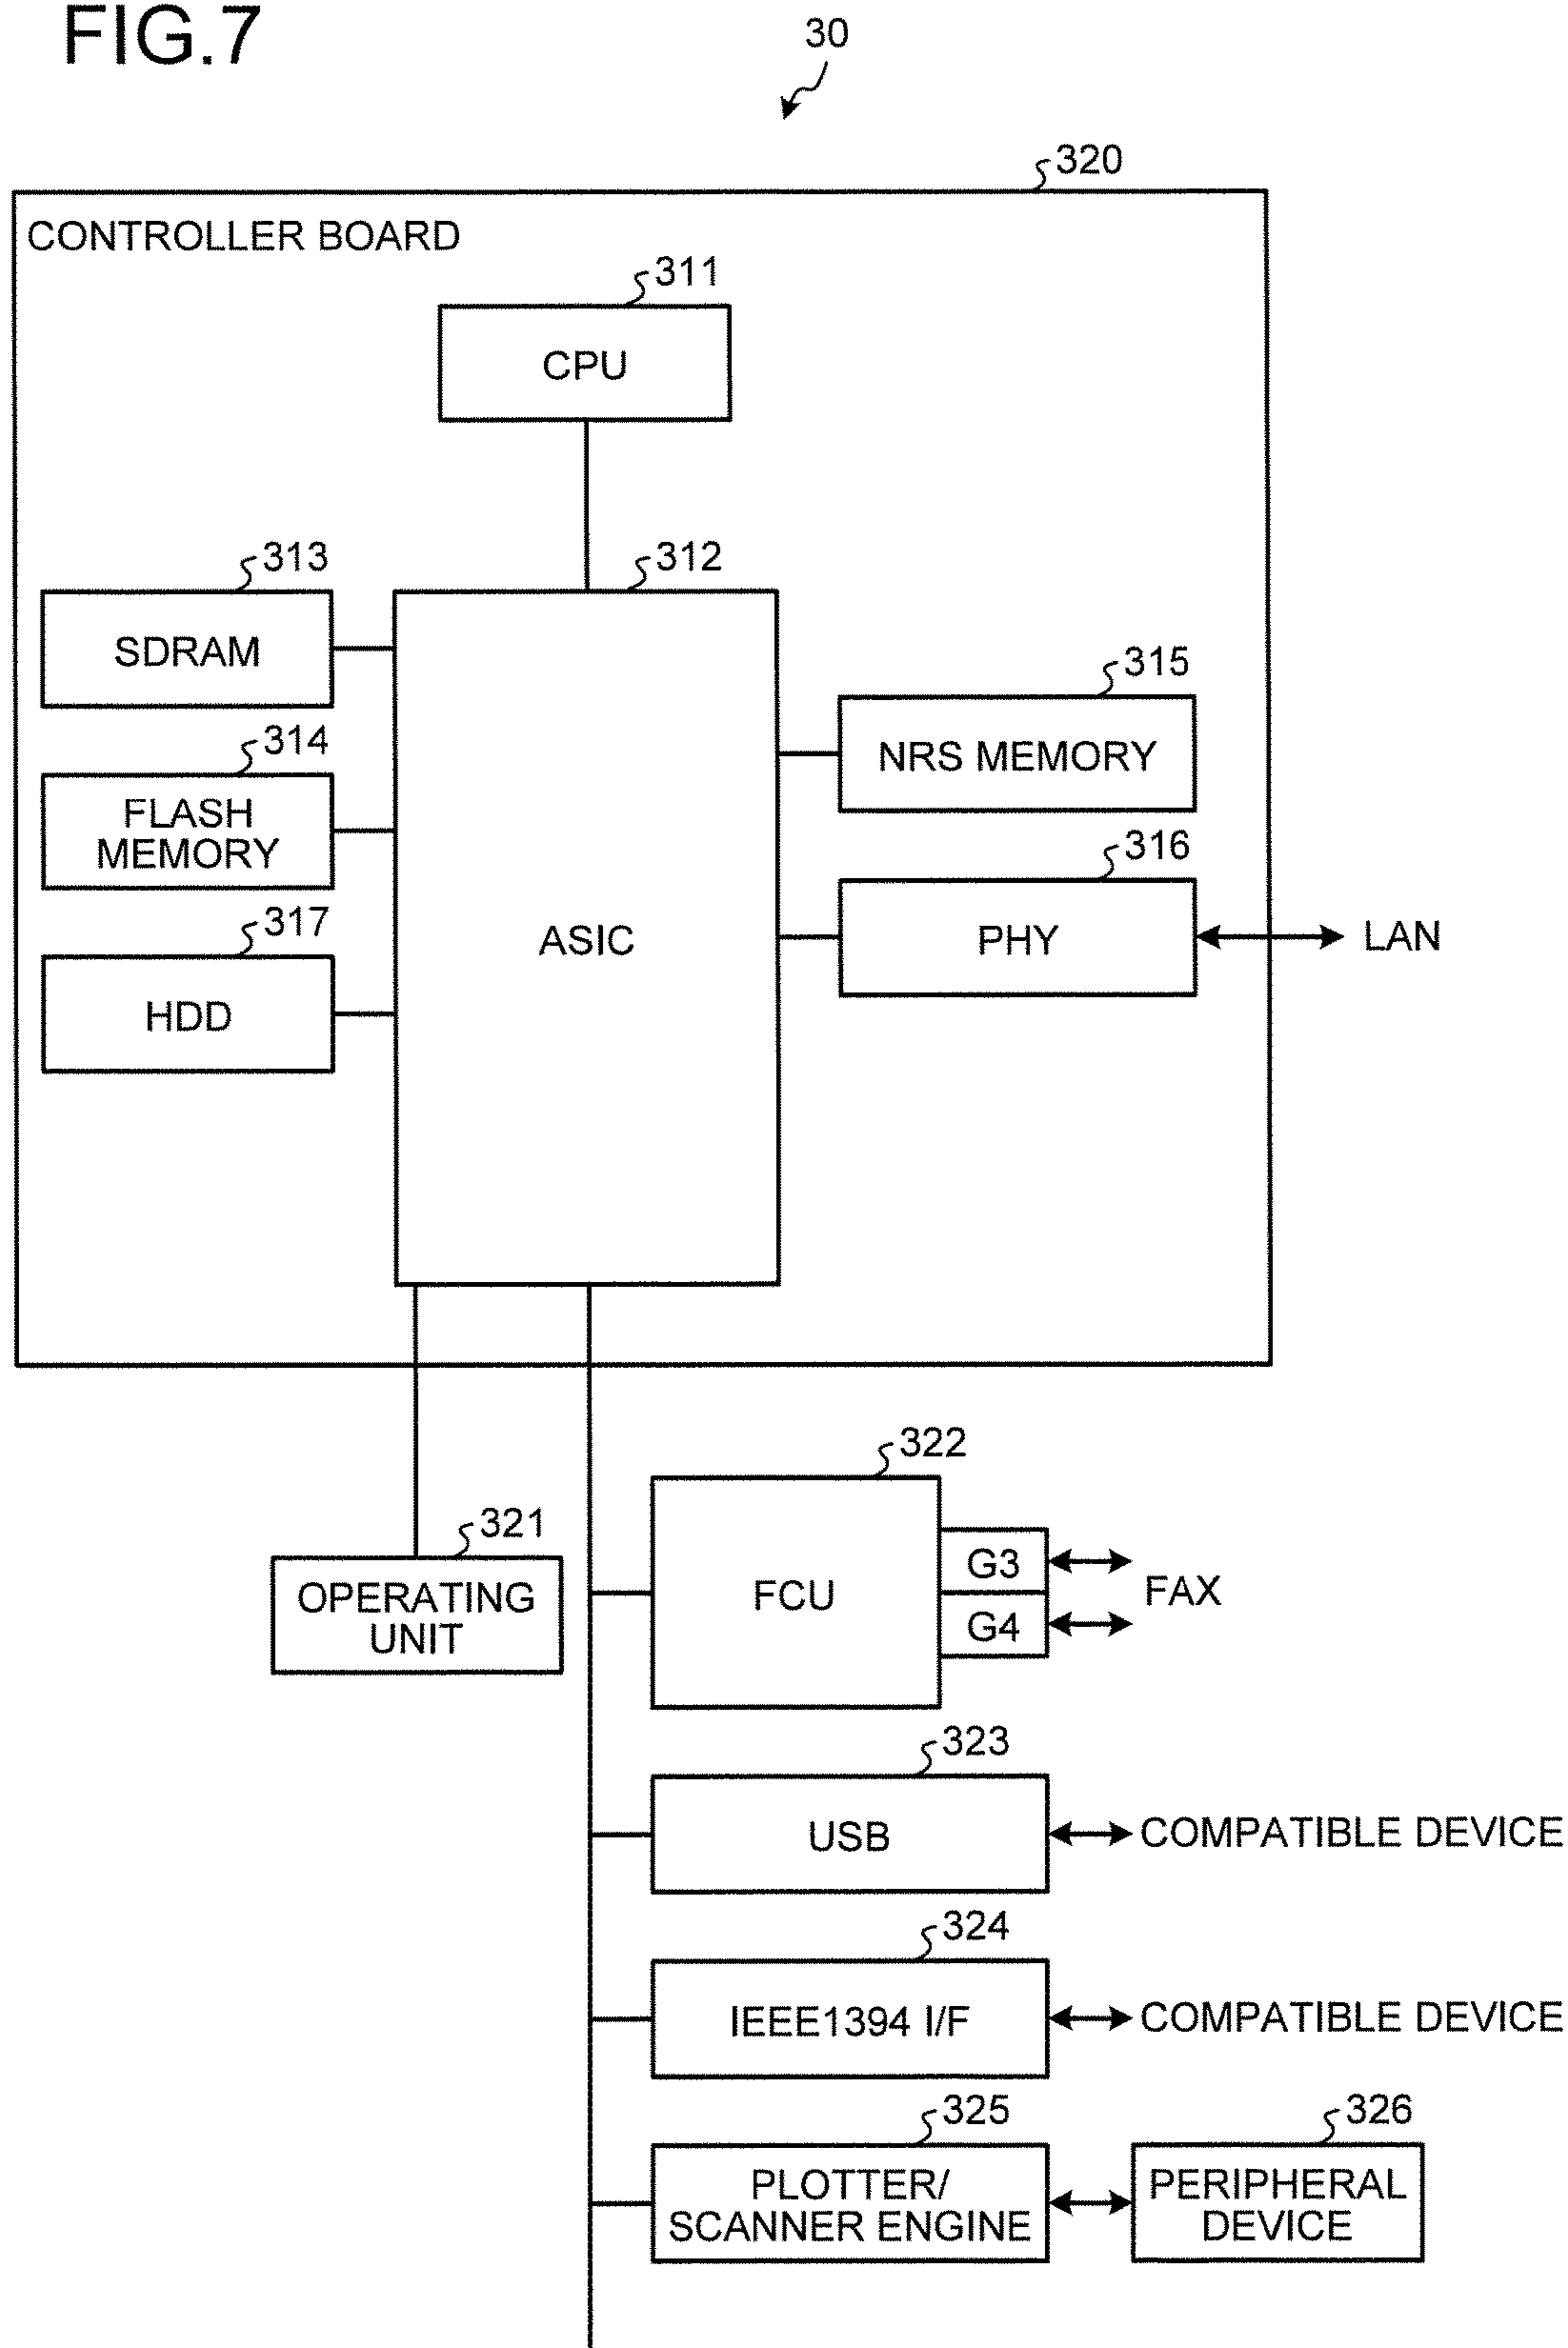 FIG.7
30
320
CONTROLLER BOARD
311
CPU
313
312
SDRAM
315
314
NRS MEMORY
FLASH
MEMORY
316
317
ASIC
PHY
LAN
HDD
322
321
G3
OPERATING
UNIT
FCU
FAX
G4
323
USB
COMPATIBLE DEVICE
324
IEEE1394 I/F
COMPATIBLE DEVICE
325
326
PLOTTER/
SCANNER ENGINE
PERIPHERAL
DEVICE